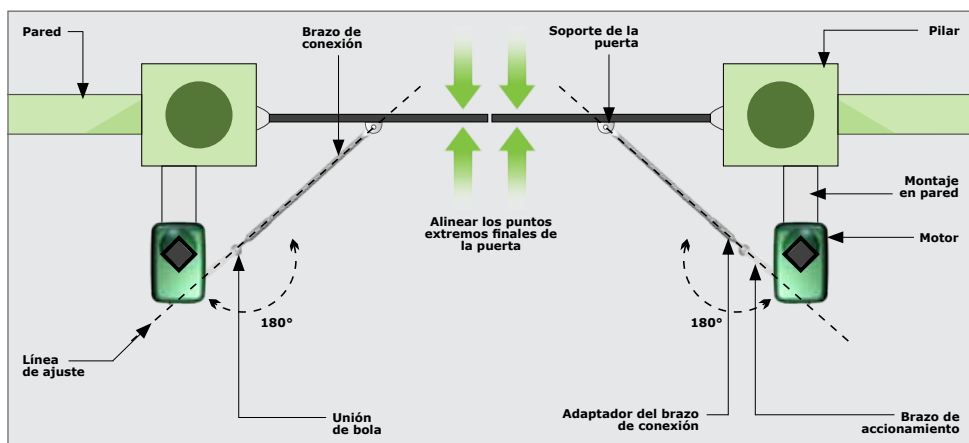 Pared
Brazo de
conexión
Soporte de la
puerta
Pilar
Montaje
en pared
Motor
Alinear los puntos
extremos finales de
la puerta
180°
180°
Línea
de ajuste
Unión
de bola
Adaptador del brazo
de conexión
Brazo de
accionamiento